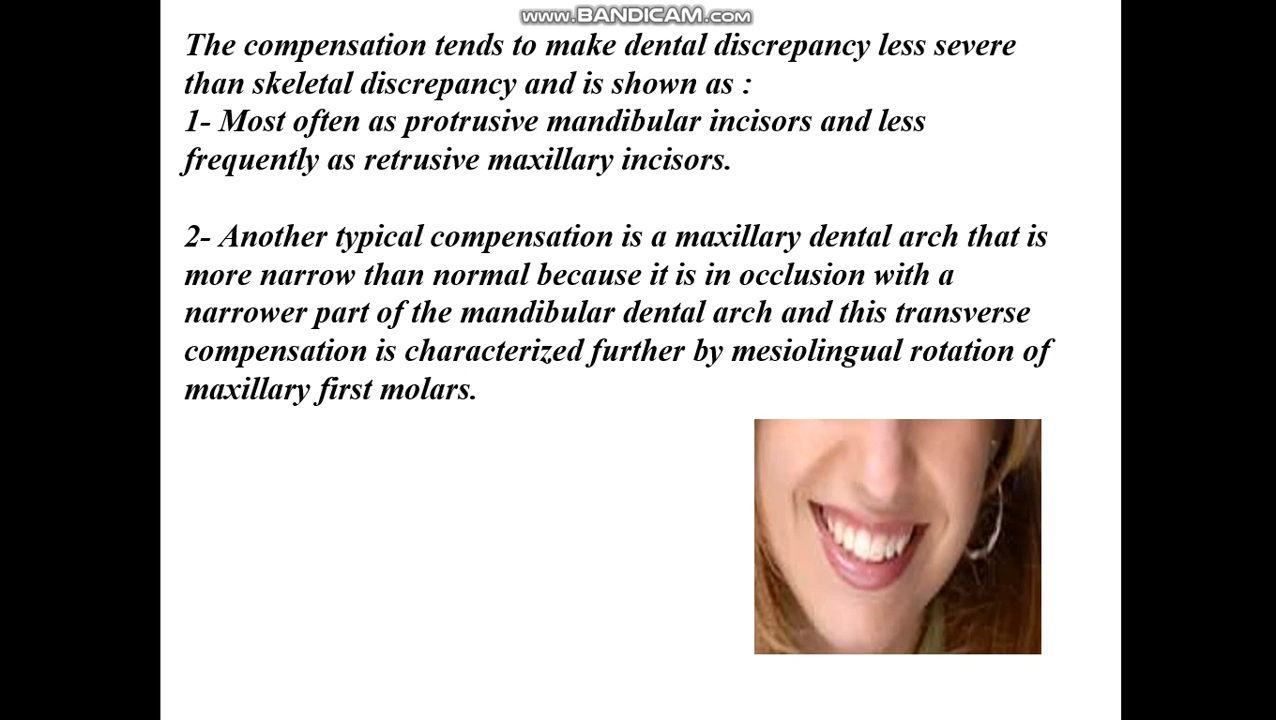 www.BANDICAM.com
The compensation tends to make dental discrepancy less severe
than skeletal discrepancy and is shown as :
1- Most often as protrusive mandibular incisors and less
frequently as retrusive maxillary incisors.
2- Another typical compensation is a maxillary dental arch that is
more narrow than normal because it is in occlusion with a
narrower part of the mandibular dental arch and this transverse
compensation is characterized further by mesiolingual rotation of
maxillary first molars.